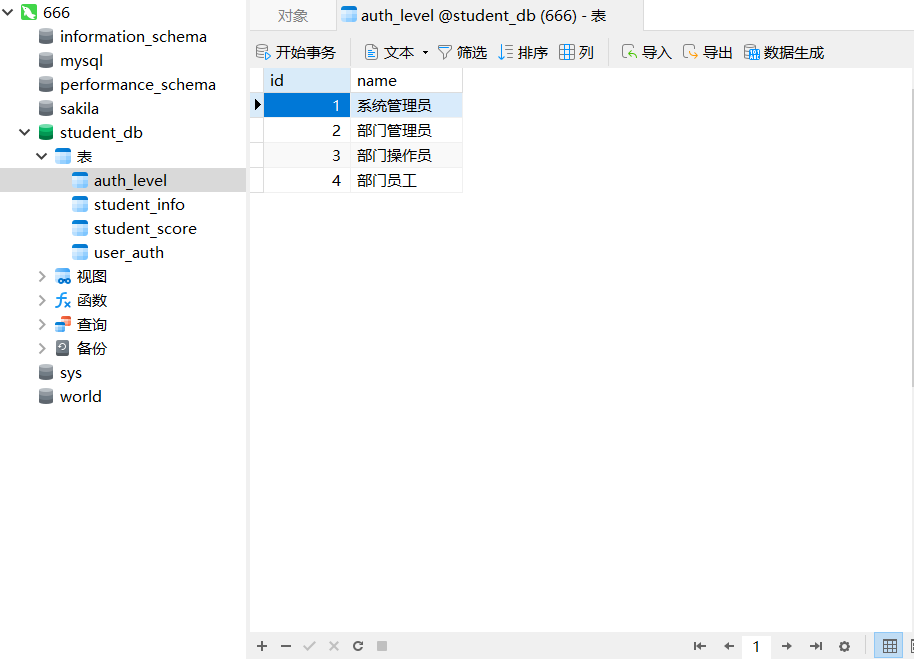 666
information_schema
mysql
performance_schema
sakila
student_db
表
auth_level
student_info
student_score
user_auth
视图
函数
查询
备份
sys
world
对象 auth_level @student_db (666) - 表
开始事务 文本 筛选 排序 列 导入 导出 数据生成
id name
1 系统管理员
2 部门管理员
3 部门操作员
4 部门员工
1